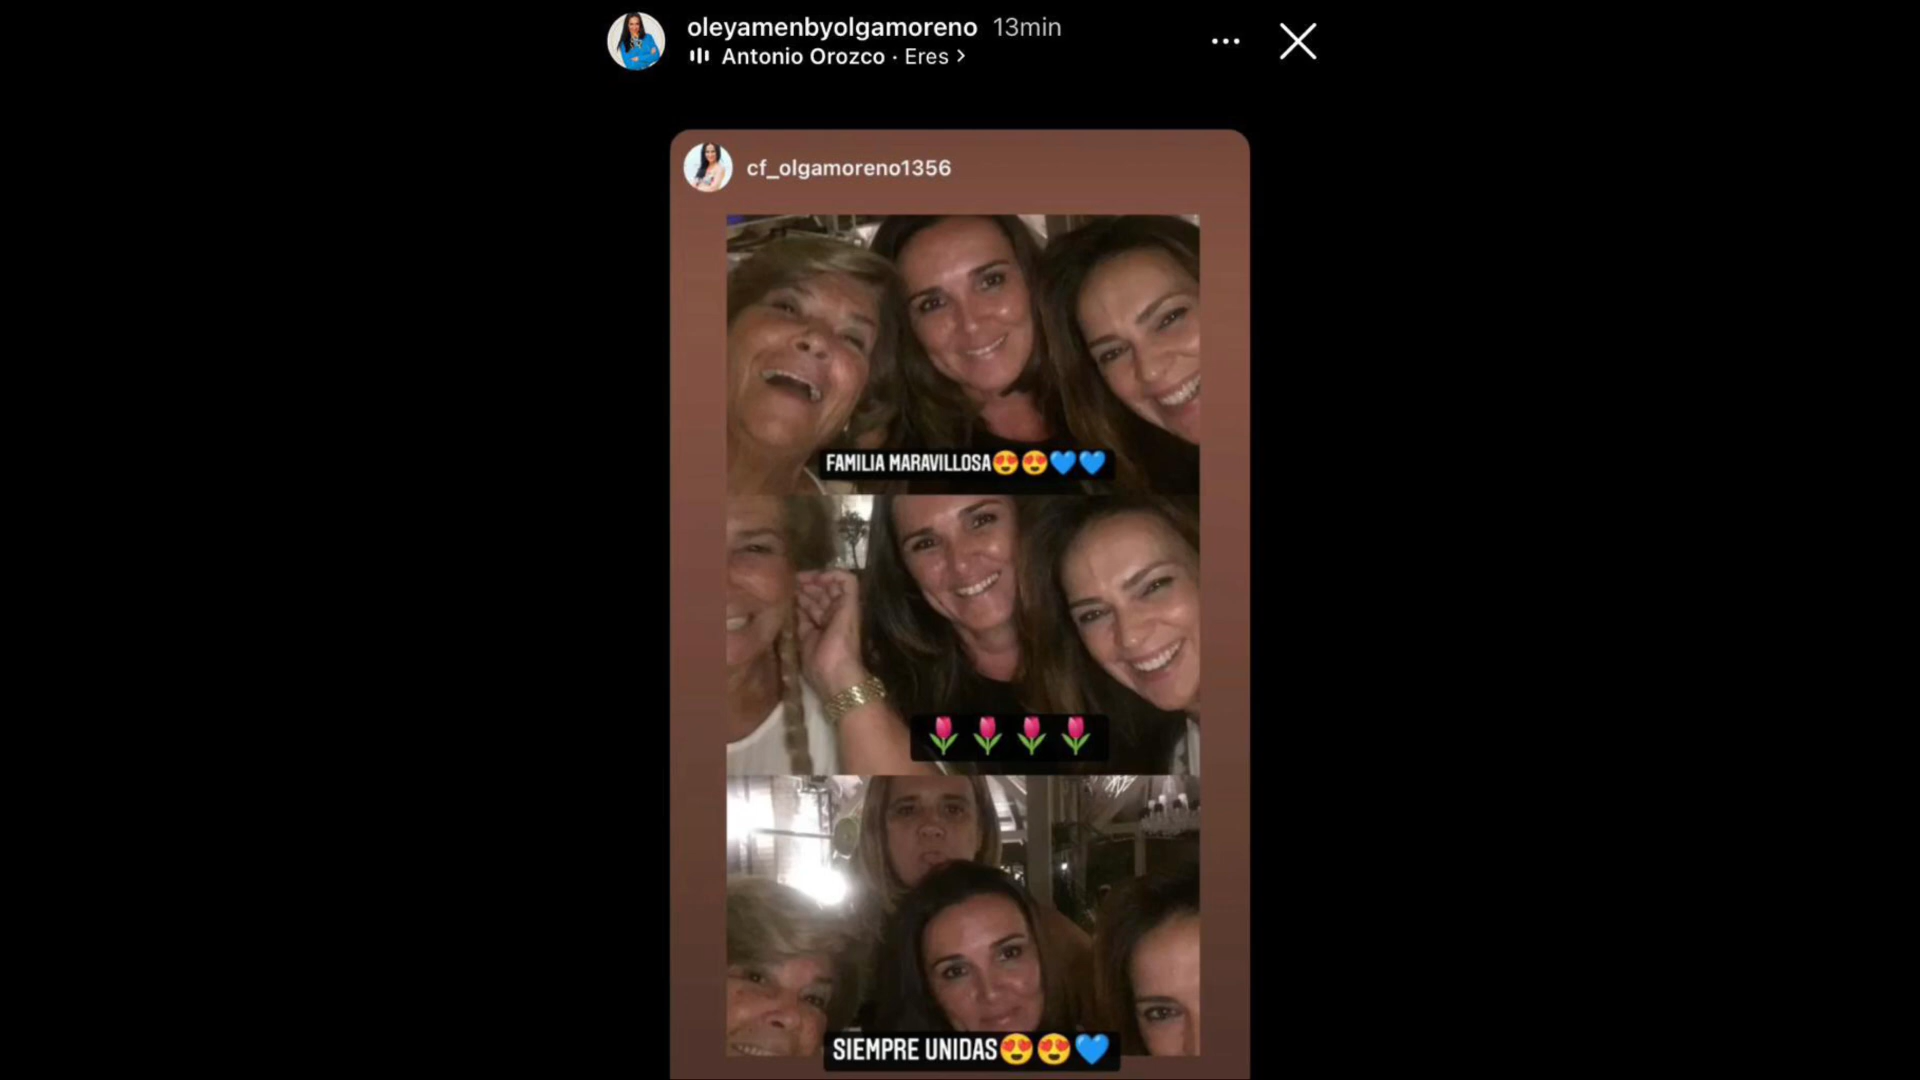 oleyamenbyolgamoreno 13min
Antonio Orozco · Eres >
cf_olgamoreno1356
FAMILIA MARAVILLOSA😍😍💙💙
🌷🌷🌷🌷
SIEMPRE UNIDAS😍😍💙